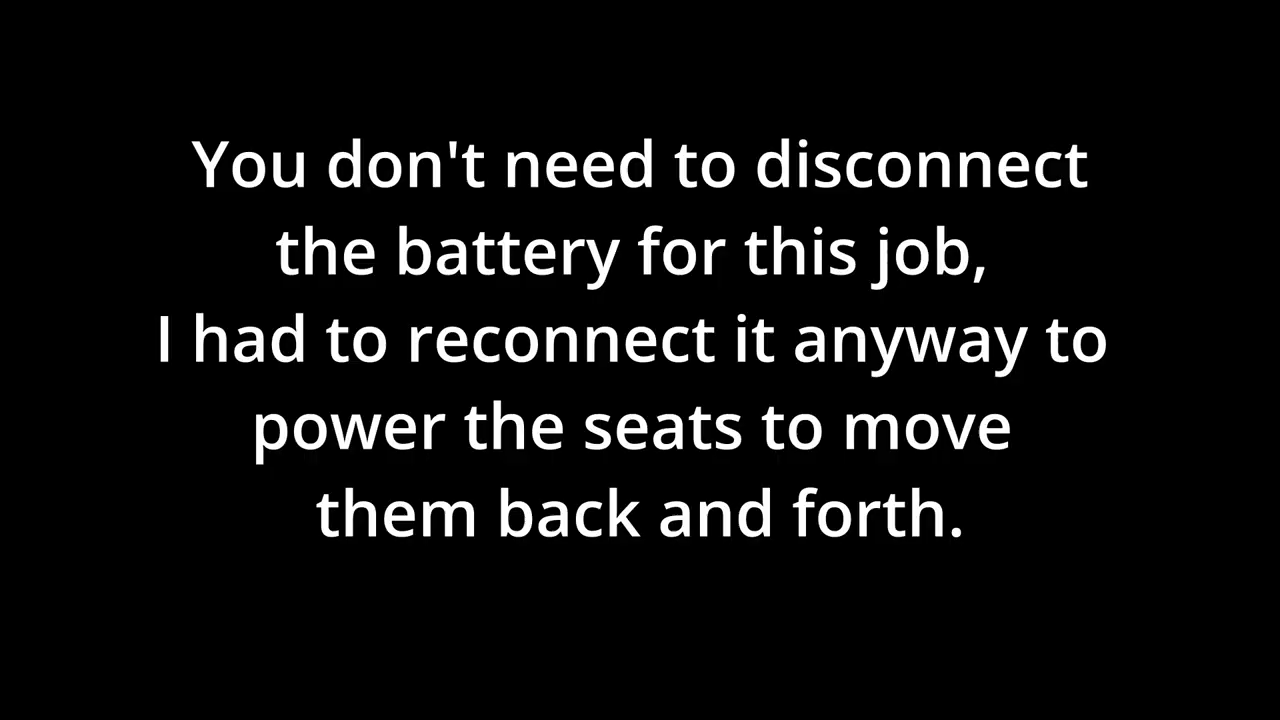 You don't need to disconnect
the battery for this job,
I had to reconnect it anyway to
power the seats to move
them back and forth.